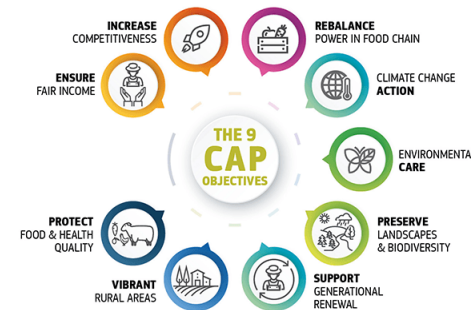 INCREASE
COMPETITIVENESS
REBALANCE
POWER IN FOOD CHAIN
ENSURE
FAIR INCOME
CLIMATE CHANGE
ACTION
THE 9
CAP
OBJECTIVES
ENVIRONMENTA
CARE
PROTECT
FOOD & HEALTH
QUALITY
PRESERVE
LANDSCAPES
& BIODIVERSITY
VIBRANT
RURAL AREAS
SUPPORT
GENERATIONAL
RENEWAL